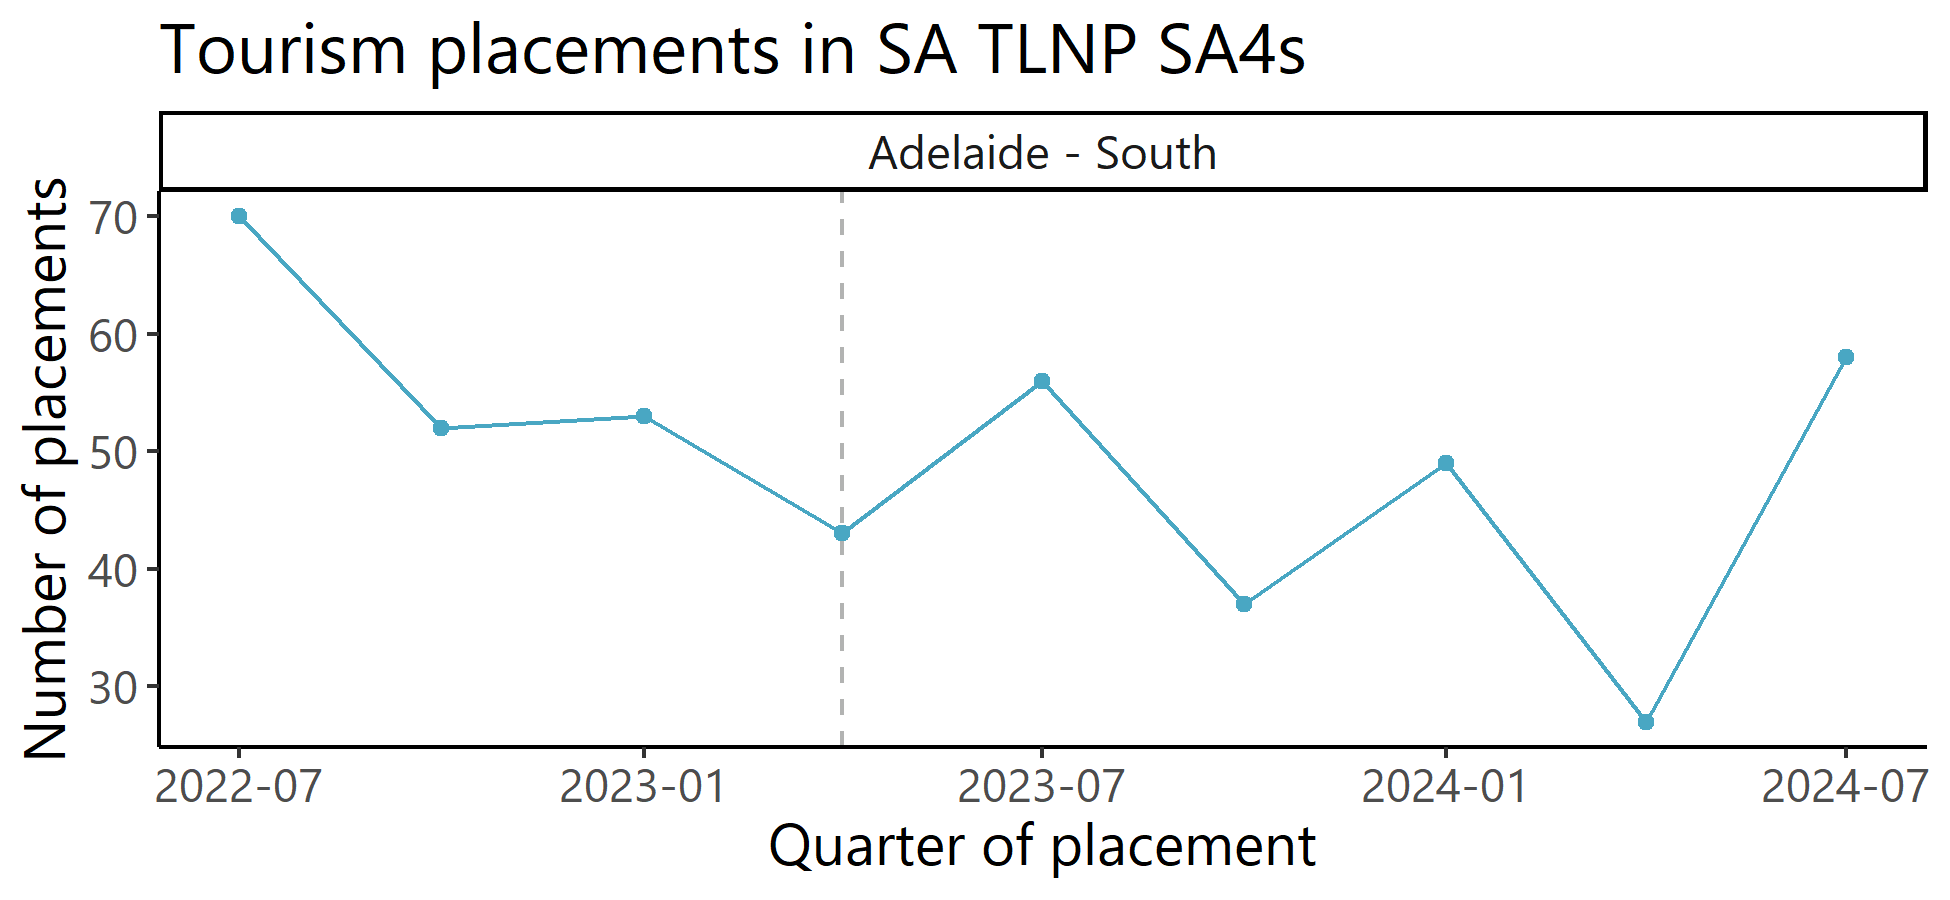 Tourism placements in SA TLNP SA4s
Adelaide - South
Number of placements
70
60
50
40
30
2022-07 2023-01 2023-07 2024-01 2024-07
Quarter of placement